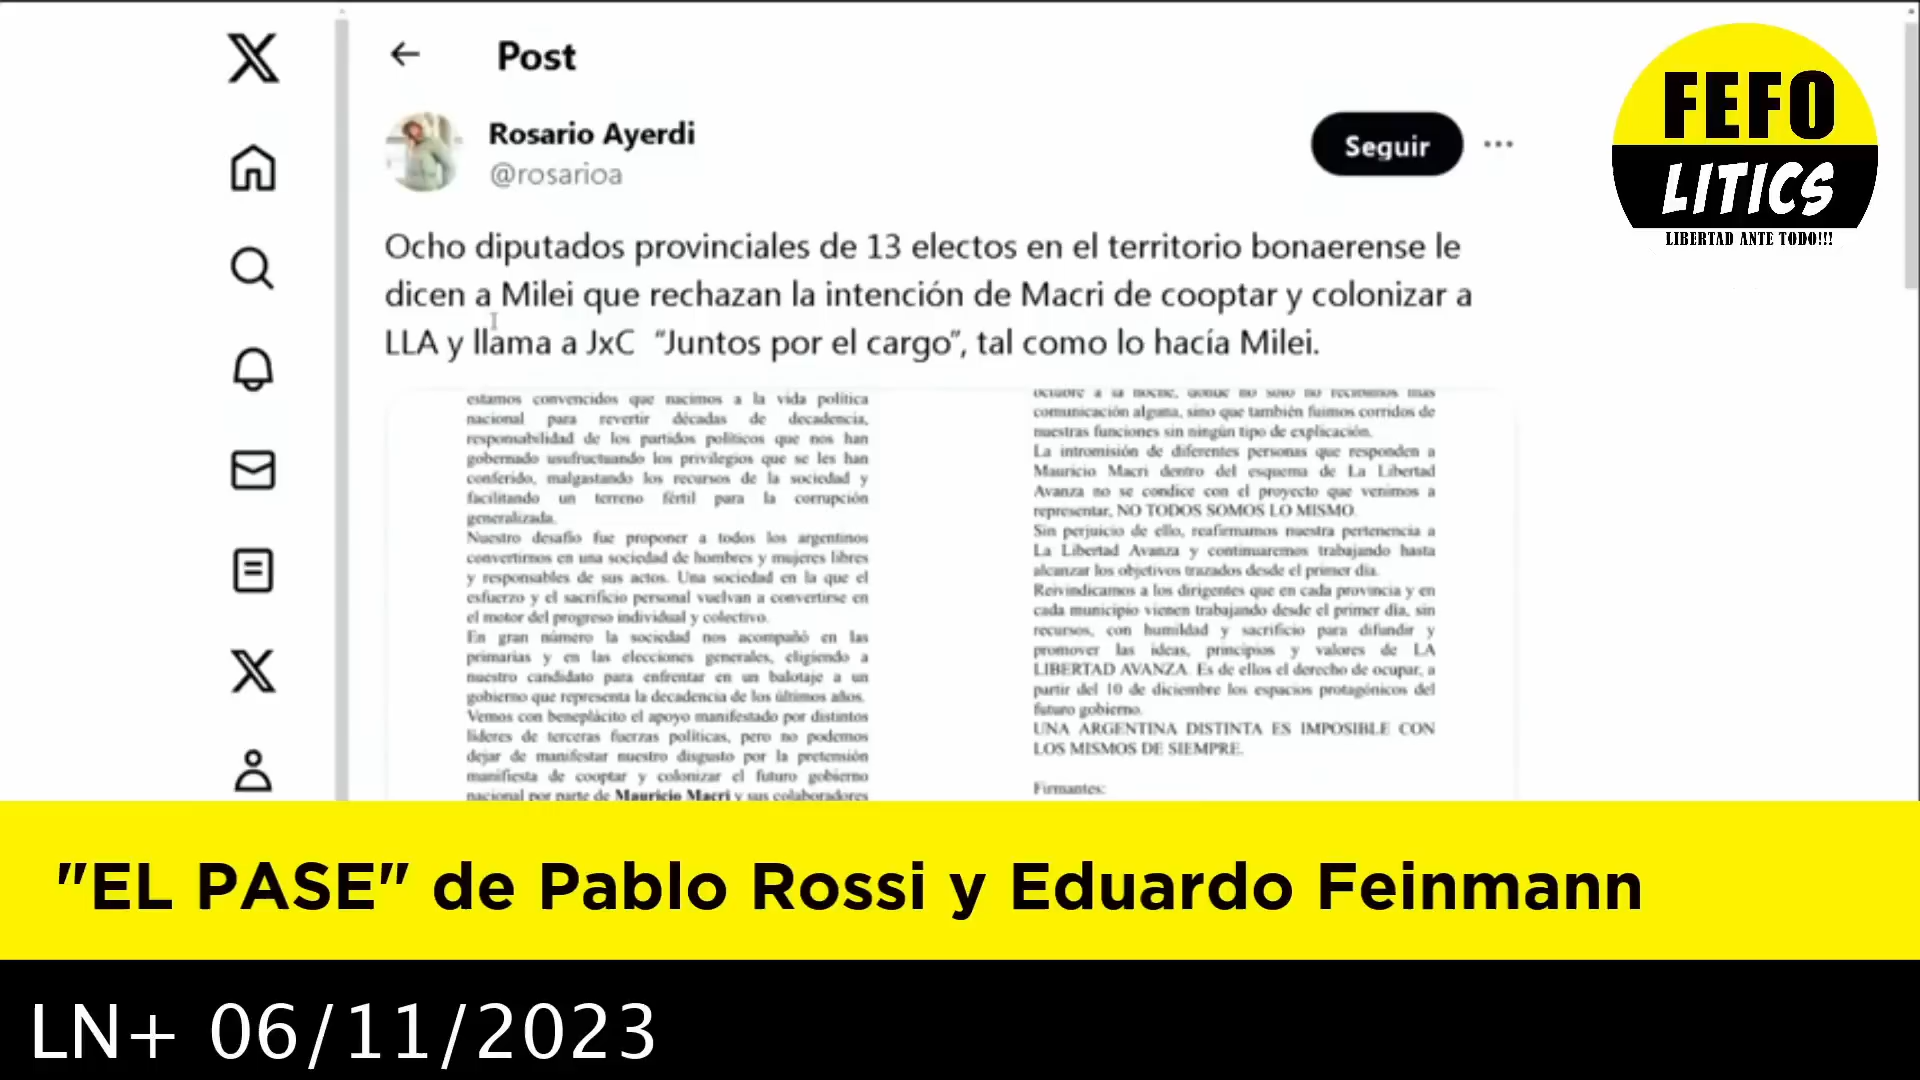 Post
Rosario Ayerdi
@rosarioa
Seguir
FEFO
LITICS
LIBERTAD ANTE TODO!!!
Ocho diputados provinciales de 13 electos en el territorio bonaerense le
dicen a Milei que rechazan la intención de Macri de cooptar y colonizar a
LLA y llama a JxC “Juntos por el cargo”, tal como lo hacía Milei.
estamos convencidos que nacimos a la vida política
nacional para revertir décadas de decadencia,
responsabilidad de los partidos políticos que nos han
gobernado usufructuando los privilegios que se les han
conferido, malgastando los recursos de la sociedad y
facilitando un terreno fértil para la corrupción
generalizada.
Nuestro desafío fue proponer a todos los argentinos
convertirnos en una sociedad de hombres y mujeres libres
y responsables de sus actos. Una sociedad en la que el
esfuerzo y el sacrificio personal vuelvan a convertirse en
el motor del progreso individual y colectivo.
En gran número la sociedad nos acompañó en las
primarias y en las elecciones generales, eligiendo a
nuestro candidato para enfrentar en un balotaje a un
gobierno que representa la decadencia de los últimos años.
Vemos con beneplácito el apoyo manifestado por distintos
líderes de terceras fuerzas políticas, pero no podemos
dejar de manifestar nuestro disgusto por la pretensión
manifiesta de cooptar y colonizar el futuro gobierno
nacional por parte de Mauricio Macri y sus colaboradores
octubre a la noche, donde no solo no recibimos más
comunicación alguna, sino que también fuimos corridos de
nuestras funciones sin ningún tipo de explicación.
La intromisión de diferentes personas que responden a
Mauricio Macri dentro del esquema de La Libertad
Avanza no se condice con el proyecto que venimos a
representar, NO TODOS SOMOS LO MISMO.
Sin perjuicio de ello, reafirmamos nuestra pertenencia a
La Libertad Avanza y continuaremos trabajando hasta
alcanzar los objetivos trazados desde el primer día.
Reivindicamos a los dirigentes que en cada provincia y en
cada municipio vienen trabajando desde el primer día, sin
recursos, con humildad y sacrificio para difundir y
promover las ideas, principios y valores de LA
LIBERTAD AVANZA. Es de ellos el derecho de ocupar, a
partir del 10 de diciembre los espacios protagónicos del
futuro gobierno.
UNA ARGENTINA DISTINTA ES IMPOSIBLE CON
LOS MISMOS DE SIEMPRE.
Firmantes:
"EL PASE" de Pablo Rossi y Eduardo Feinmann
LN+ 06/11/2023